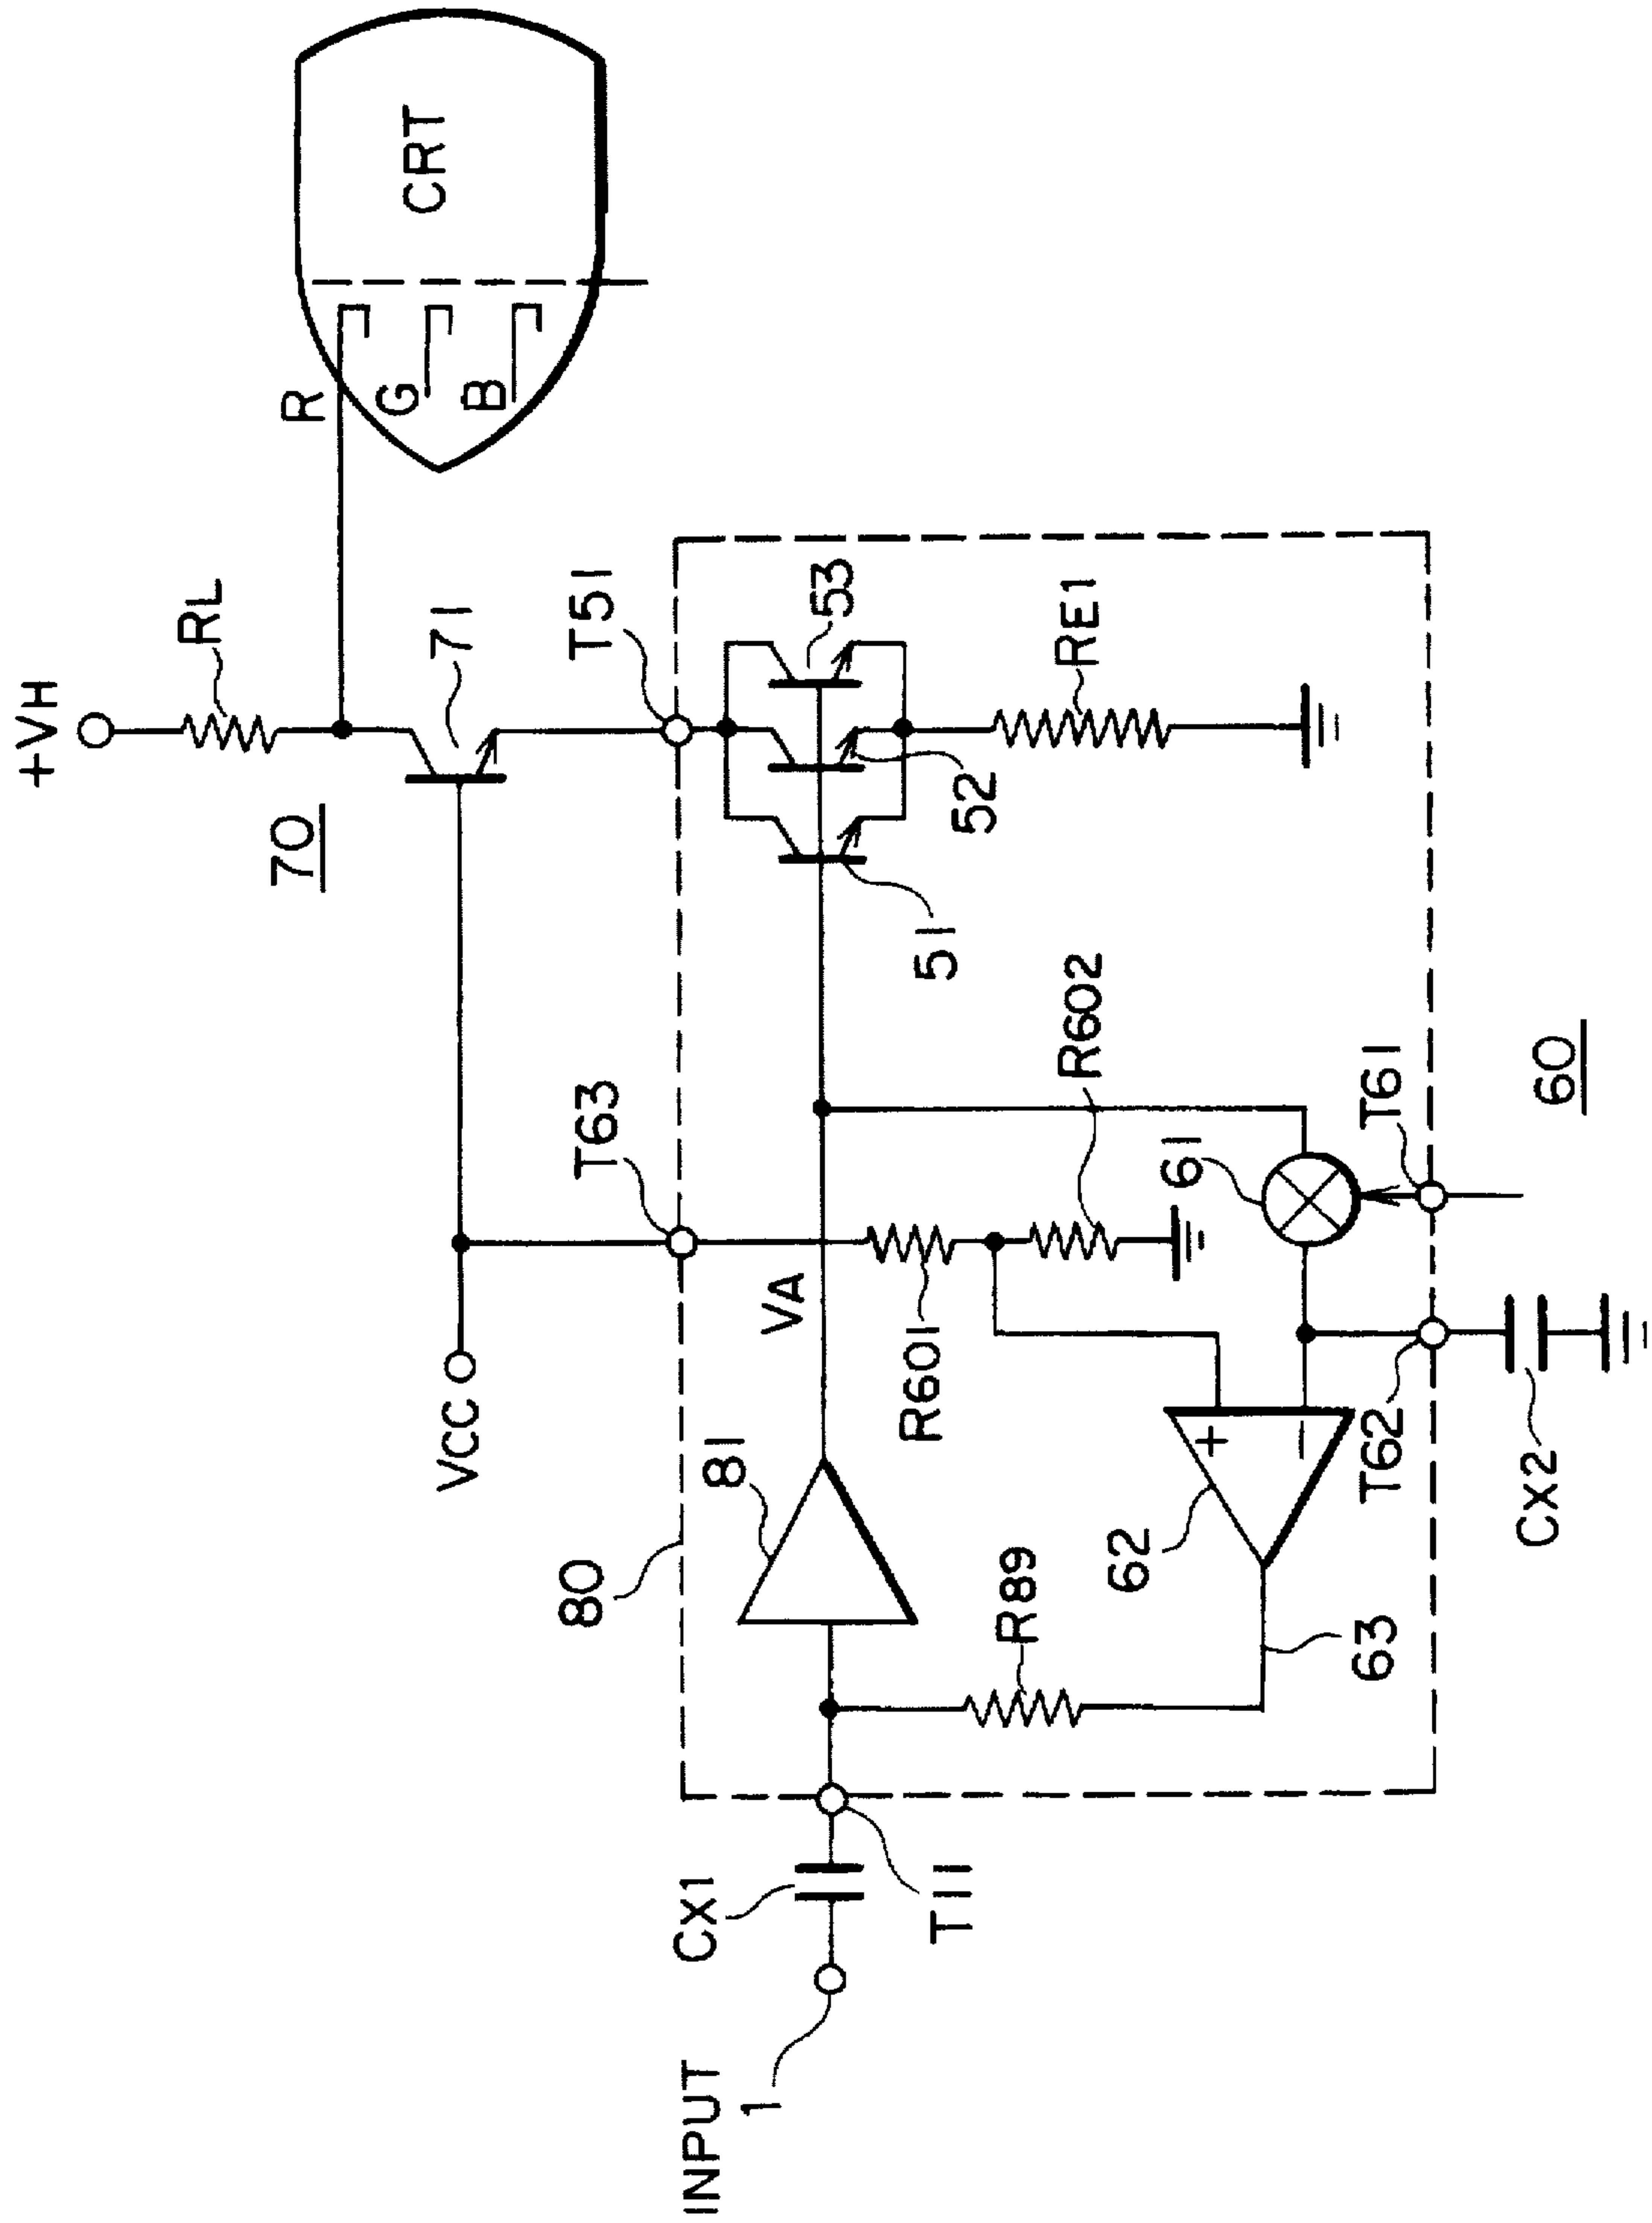 +VH
RL
R
G
B
CRT
70
71
T51
VCC
T63
80
81
VA
53
52
51
RE1
R601
R602
R89
61
62
63
T61
T62
60
CX1
CX2
T11
INPUT
1